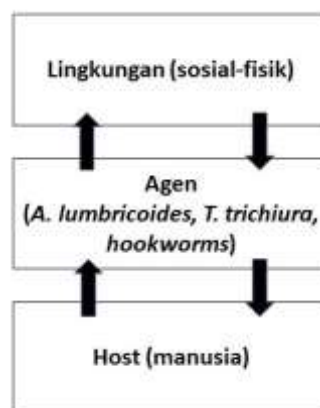 Lingkungan (sosial-fisik)
Agen
(A. lumbricoides, T. trichiura,
hookworms)
Host (manusia)